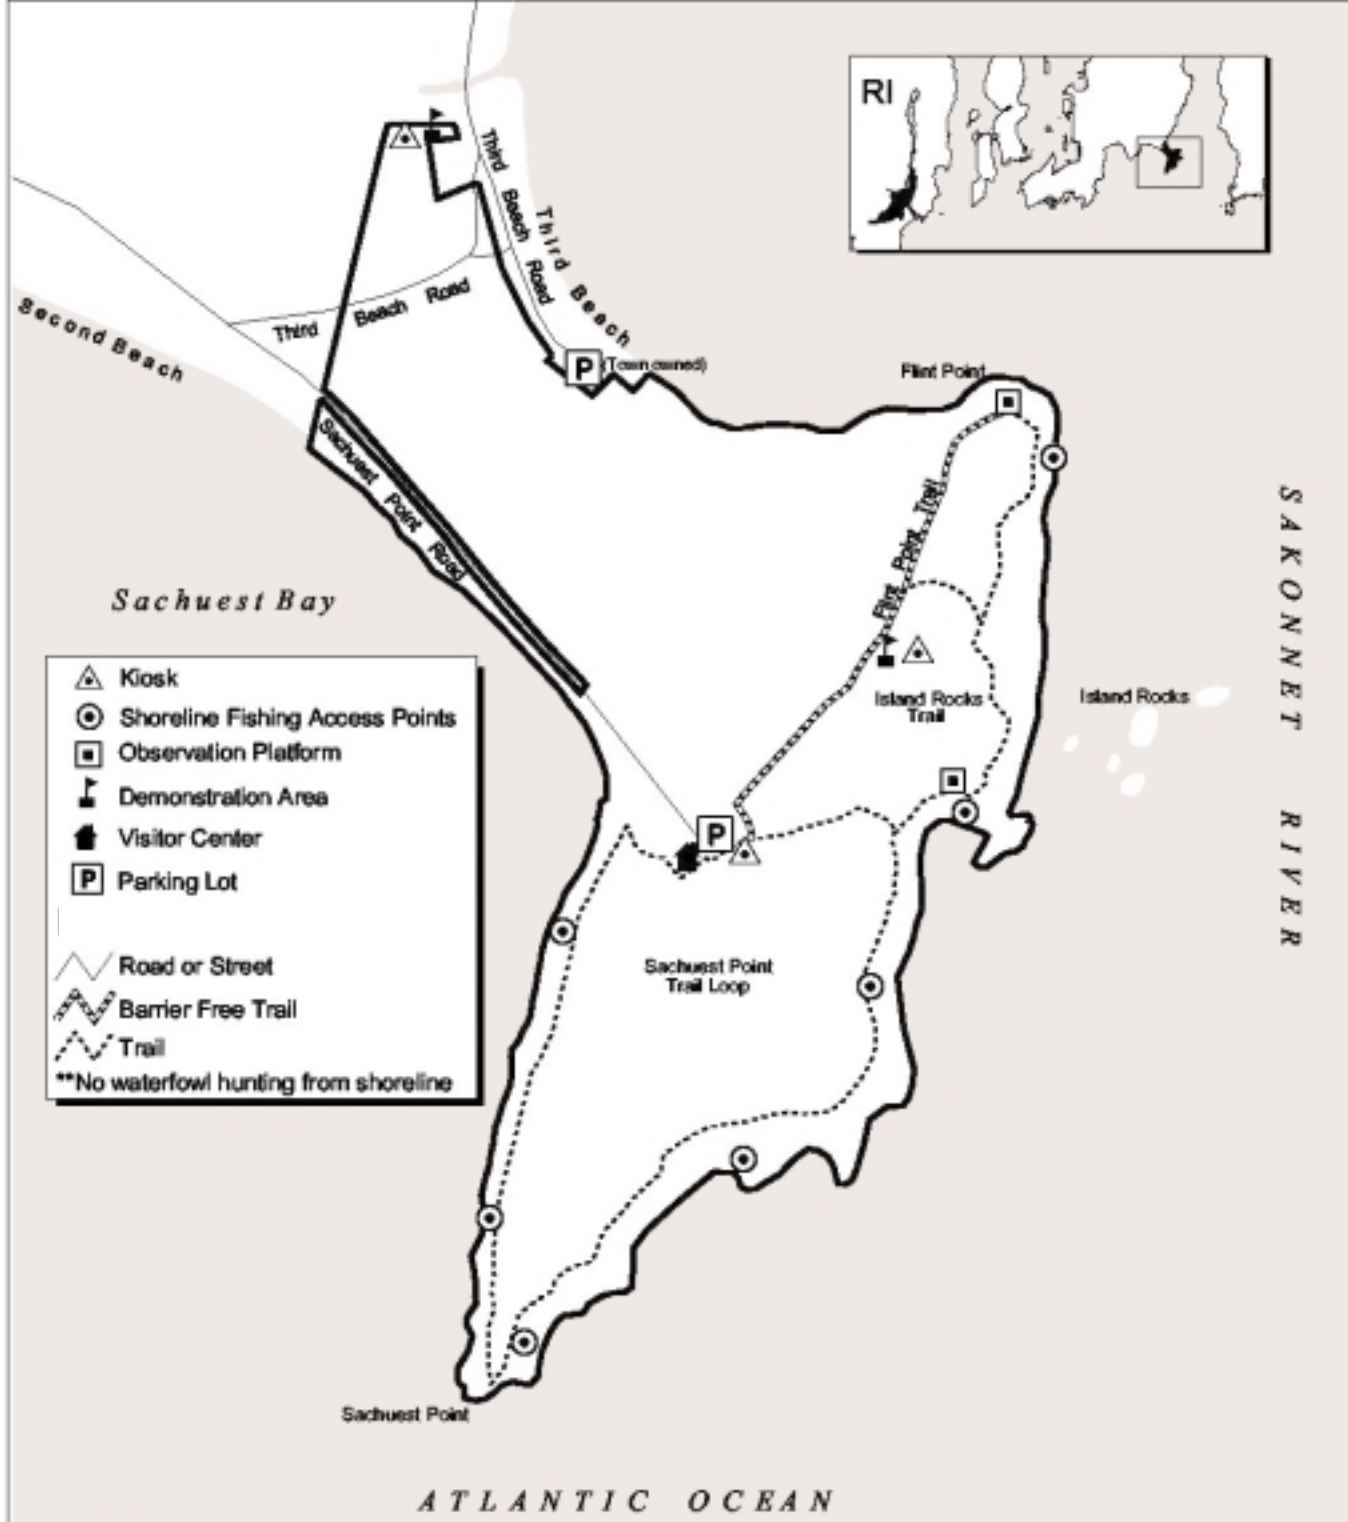 RI
Third Beach Road
Third Beach
Third Beach Road
Second Beach
P
(Town owned)
Flint Point
Sachuest Point Road
Flint Point Trail
SAKONNET RIVER
Sachuest Bay
Island Rocks
Trail
Island Rocks
Kiosk
Shoreline Fishing Access Points
Observation Platform
Demonstration Area
Visitor Center
P
Parking Lot
Road or Street
Barrier Free Trail
Trail
**No waterfowl hunting from shoreline
P
Sachuest Point
Trail Loop
Sachuest Point
ATLANTIC OCEAN